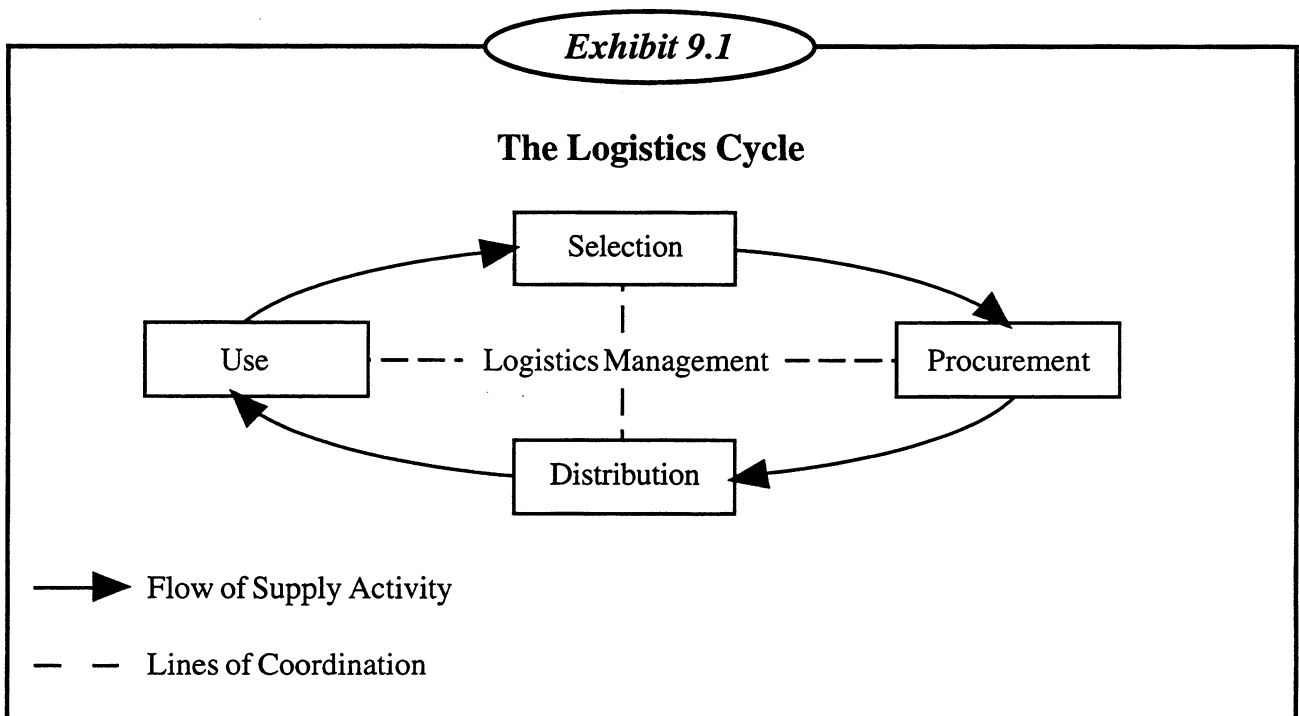 Exhibit 9.1
The Logistics Cycle
Selection
Use
Logistics Management
Procurement
Distribution
Flow of Supply Activity
Lines of Coordination